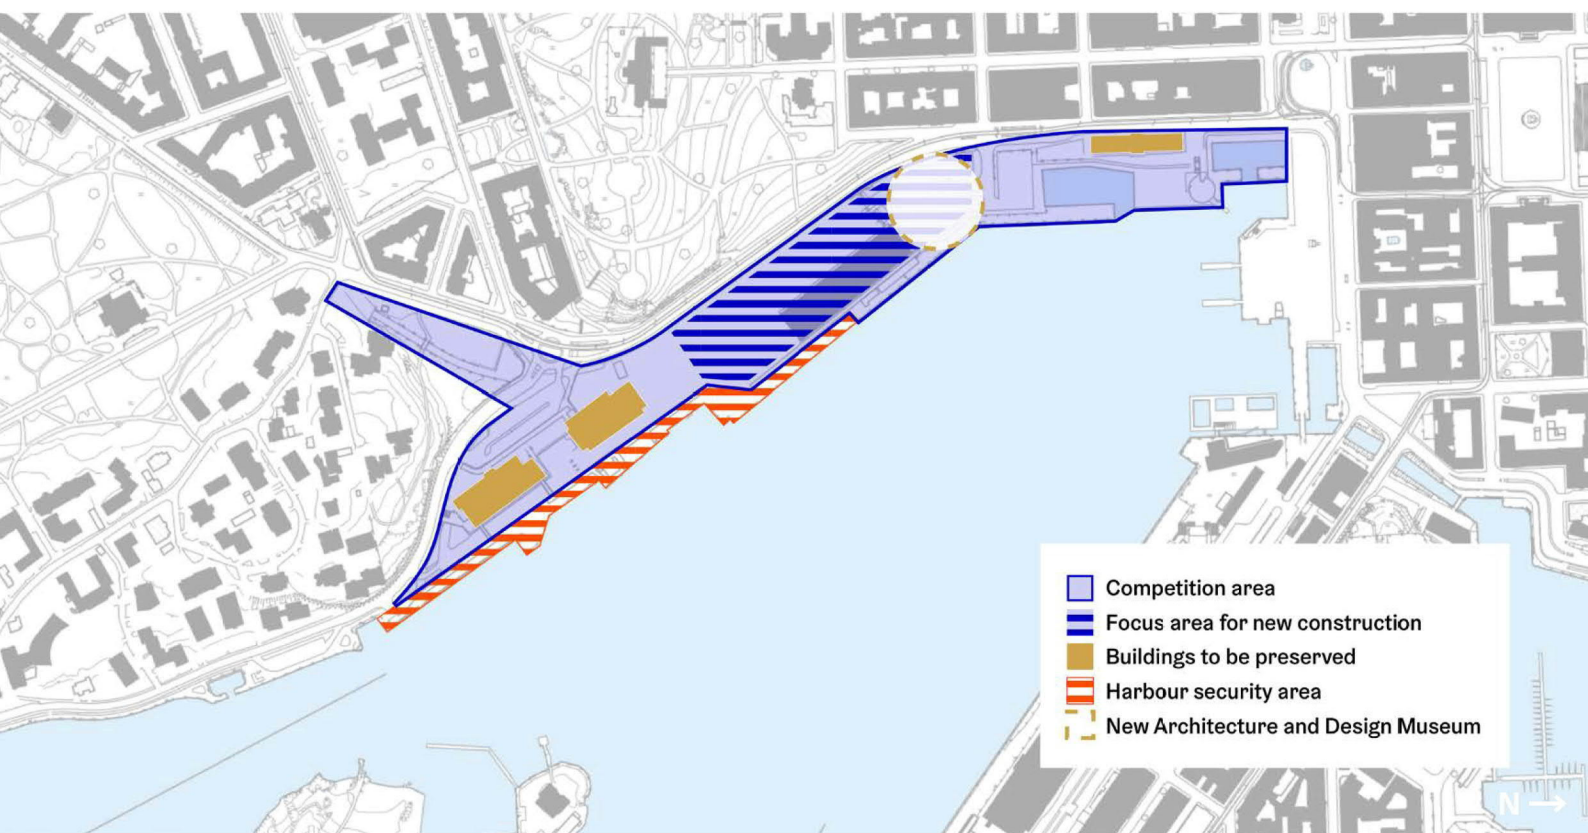 Competition area
Focus area for new construction
Buildings to be preserved
Harbour security area
New Architecture and Design Museum
N